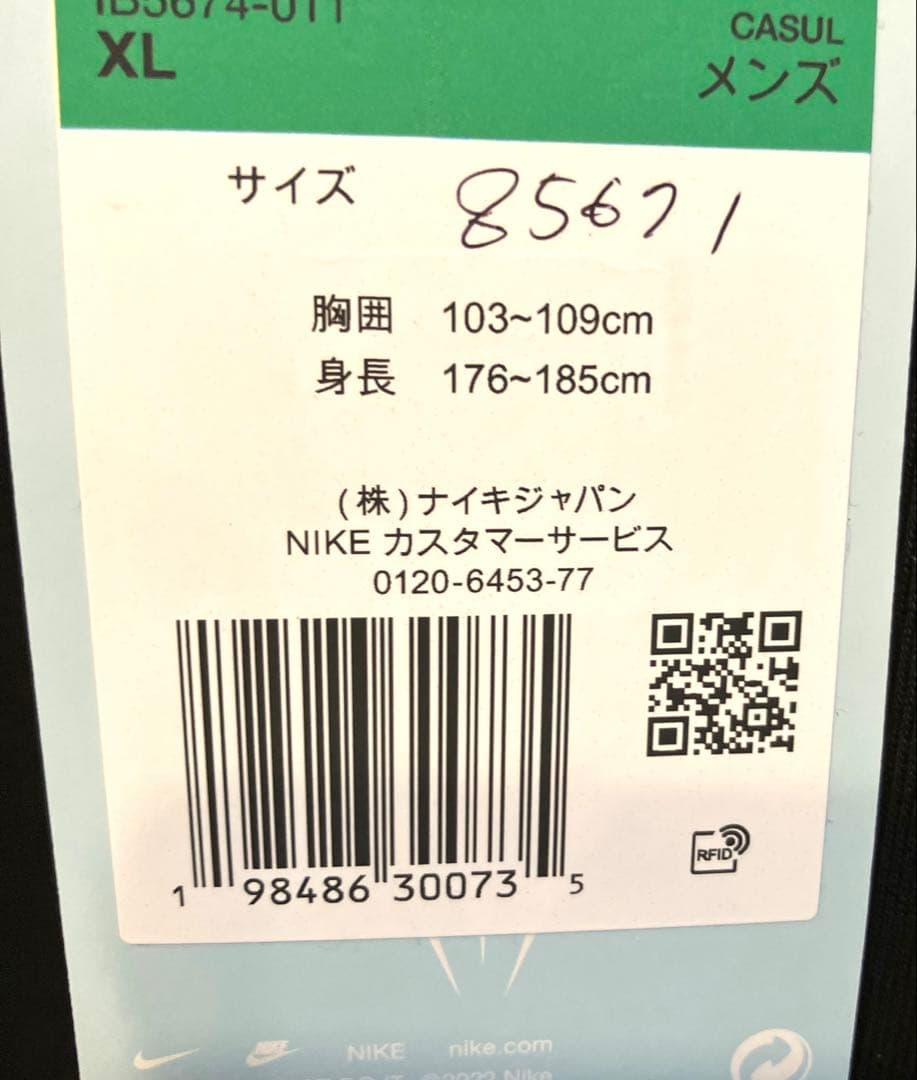 IB5674-011
XL
CASUL
メンズ
サイズ 85671
胸囲 103~109cm
身長 176~185cm
(株)ナイキジャパン
NIKE カスタマーサービス
0120-6453-77
1 98486 30073 5
RFID
NIKE nike.com